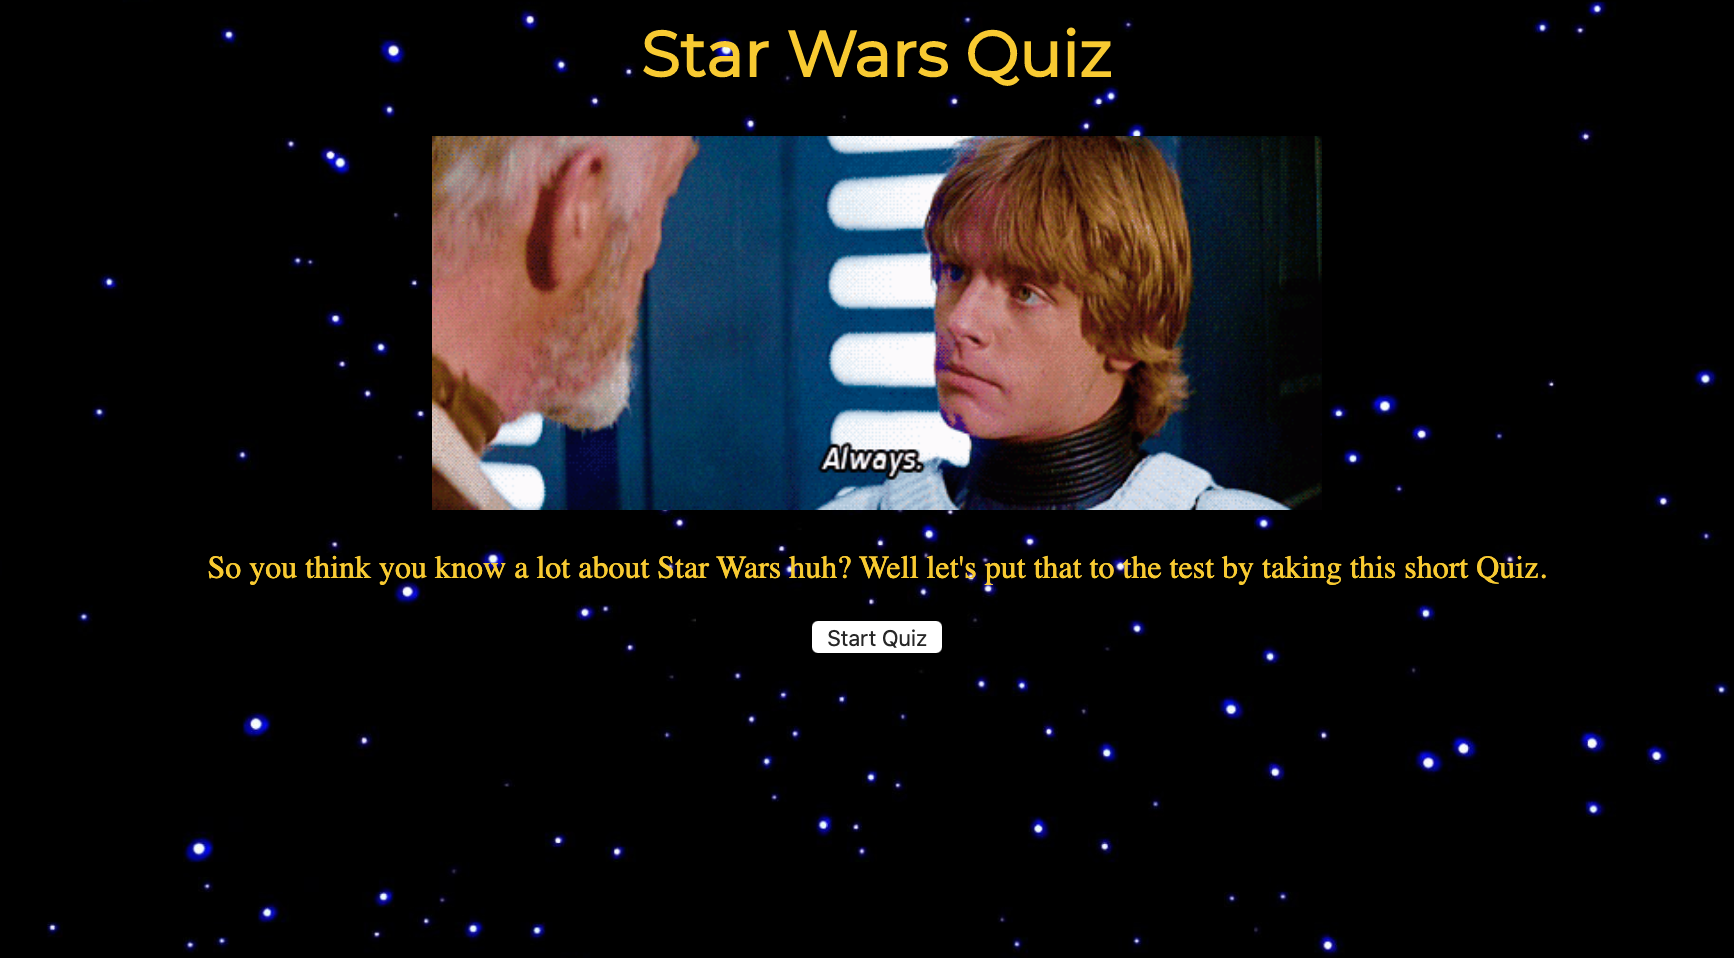 Star Wars Quiz
Always.
So you think you know a lot about Star Wars huh? Well let's put that to the test by taking this short Quiz.
Start Quiz